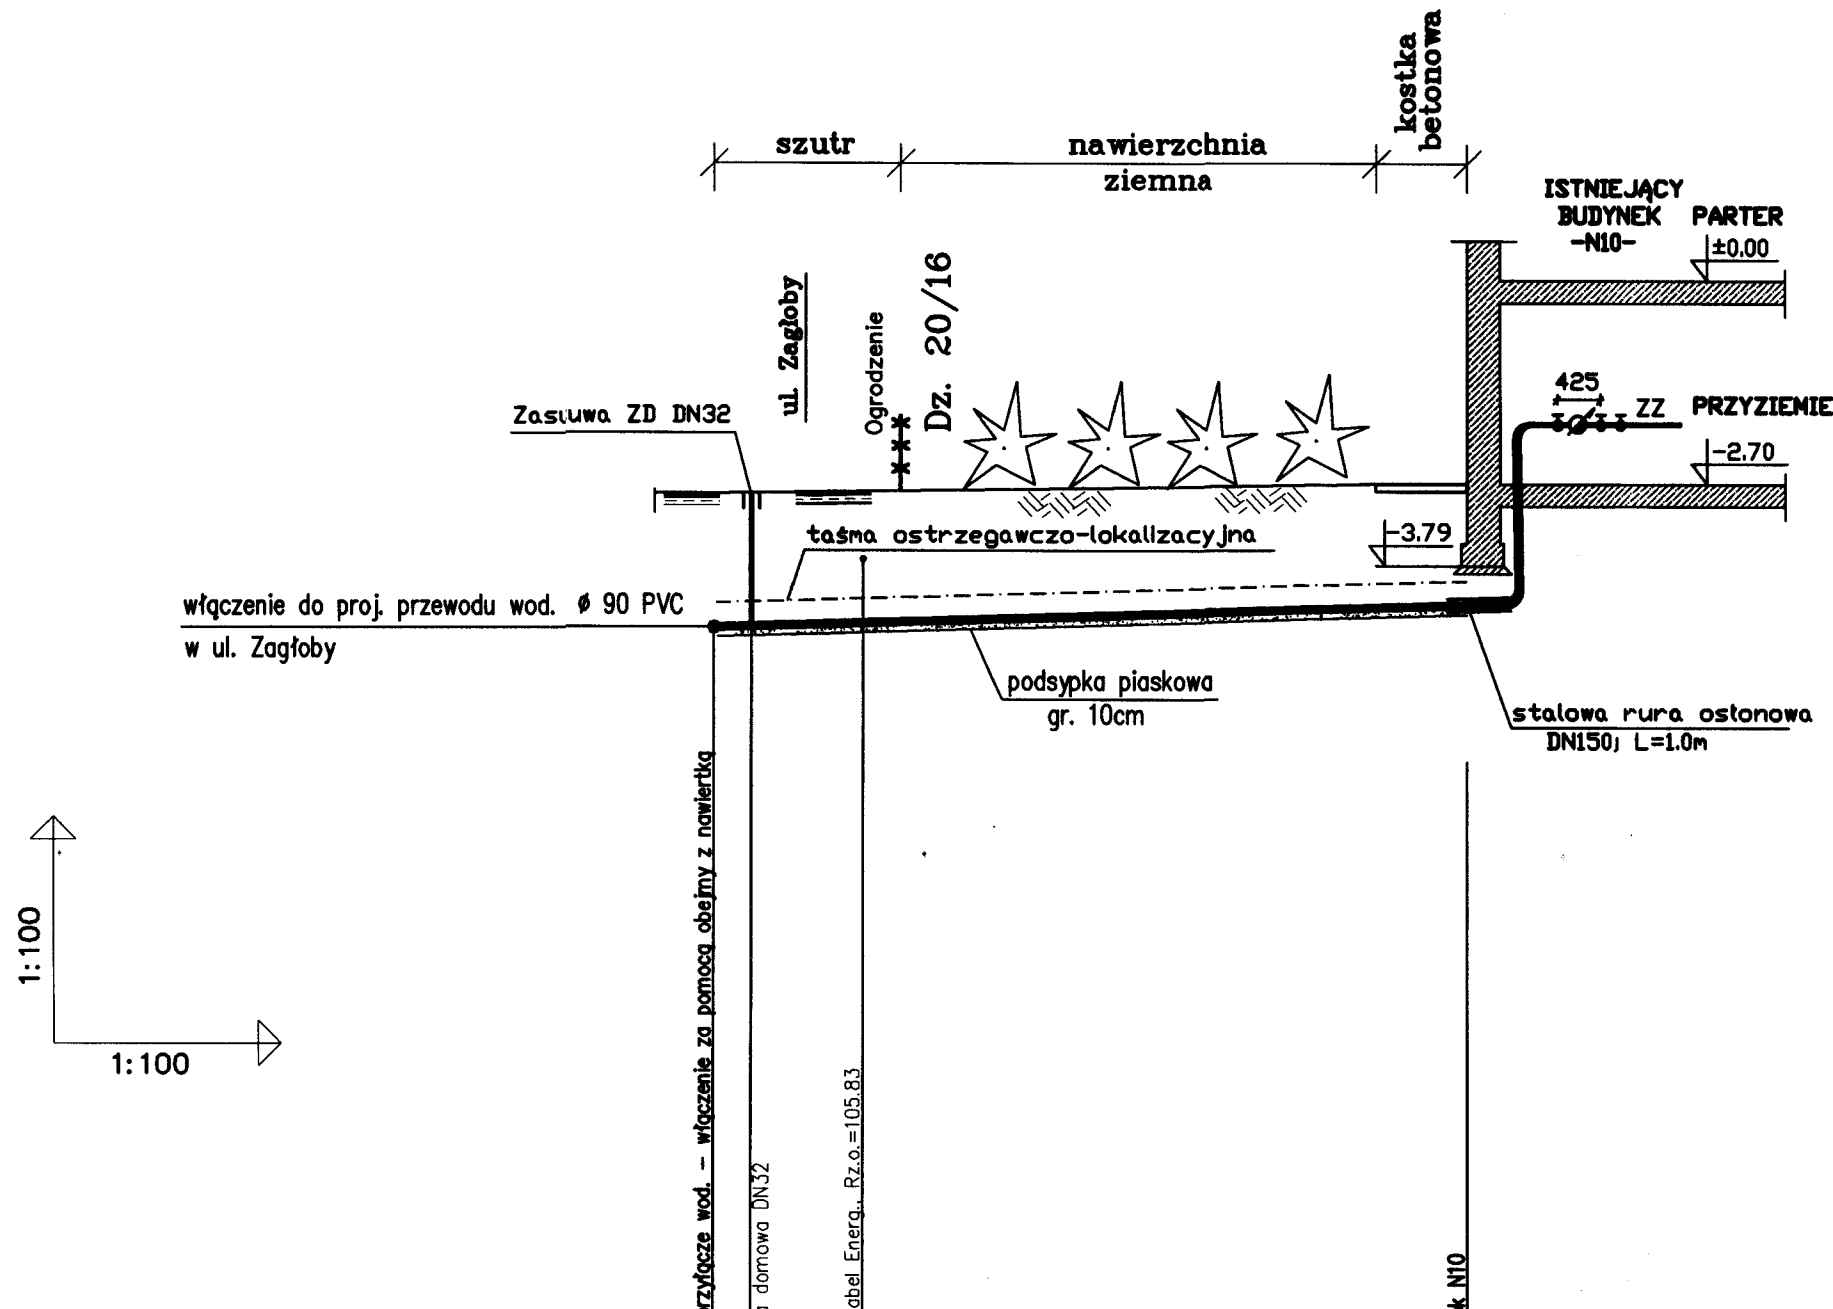 kostka
betonowa
szutr
nawierzchnia
ziemna
ISTNIEJĄCY
BUDYNEK
-N10-
PARTER
±0.00
ul. Zagłoby
Ogrodzenie
Dz. 20/16
425
ZZ
PRZYZIEMIE
-2.70
Zasuwa ZD DN32
taśma ostrzegawczo-lokalizacyjna
-3.79
włączenie do proj. przewodu wod. ø 90 PVC
w ul. Zagłoby
podsypka piaskowa
gr. 10cm
stalowa rura osłonowa
DN150; L=1.0m
1:100
1:100
wod. - włączenie za pomocą obejmy z nawiertką
domowa DN32
Energ., Rz.o.=105.83
N10